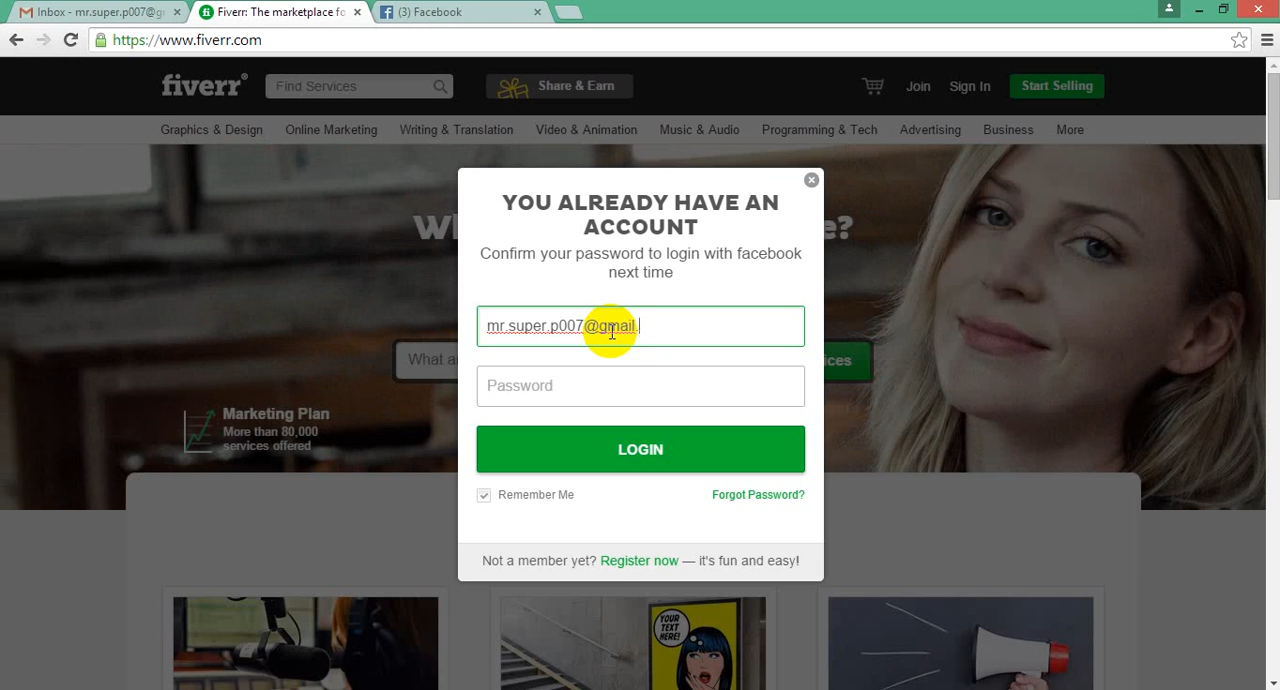 Inbox - mr.super.p007@g
Fiverr: The marketplace fo
(3) Facebook
https://www.fiverr.com
fiverr®
Find Services
Share & Earn
Join
Sign In
Start Selling
Graphics & Design
Online Marketing
Writing & Translation
Video & Animation
Music & Audio
Programming & Tech
Advertising
Business
More
Wh
e?
YOU ALREADY HAVE AN
ACCOUNT
Confirm your password to login with facebook
next time
mr.super.p007@gmail.
What a
ices
Password
Marketing Plan
More than 80,000
services offered
LOGIN
Remember Me
Forgot Password?
Not a member yet? Register now — it's fun and easy!
YOUR
TEXT
HERE!